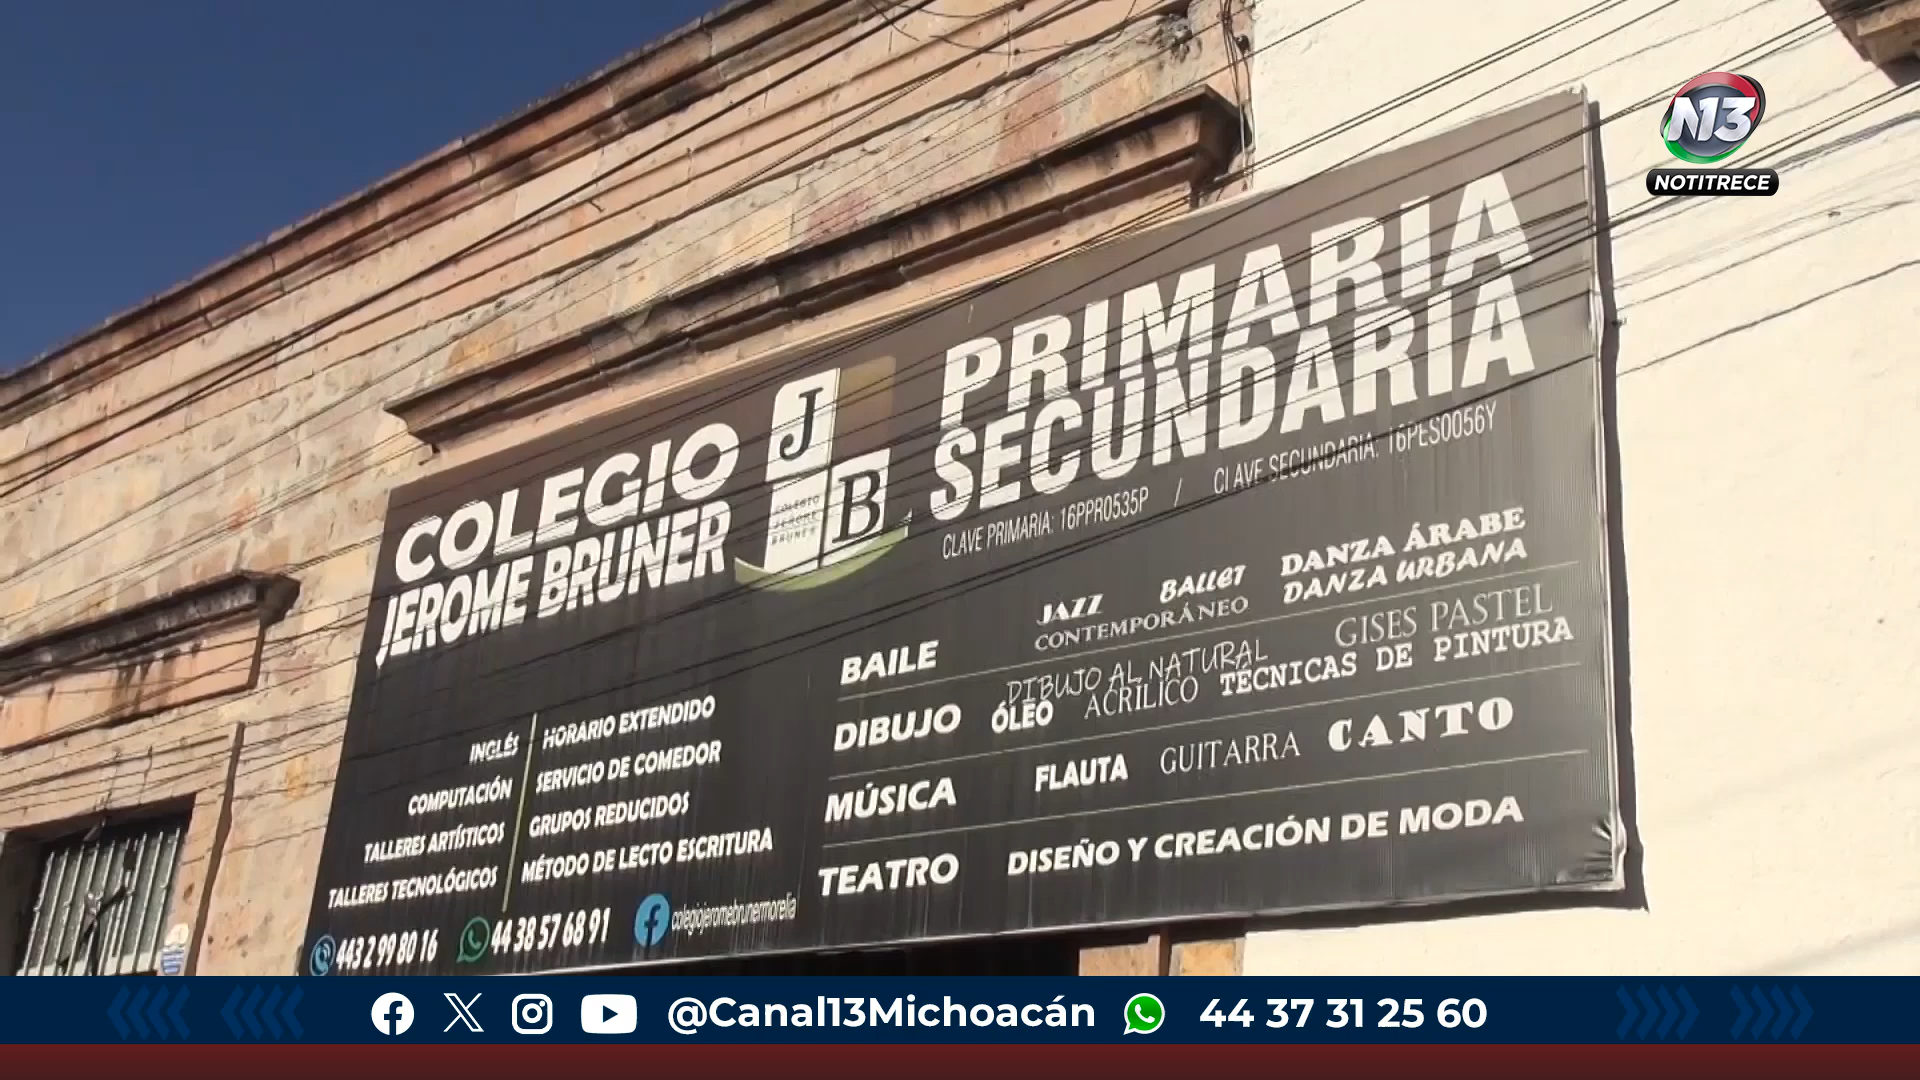 N13
NOTITRECE
COLEGIO
JEROME BRUNER
J
B
COLEGIO
JEROME
BRUNER
PRIMARIA
SECUNDARIA
CLAVE PRIMARIA: 16PPR0535P / CLAVE SECUNDARIA: 16PES0056Y
INGLÉS
COMPUTACIÓN
TALLERES ARTÍSTICOS
TALLERES TECNOLÓGICOS
HORARIO EXTENDIDO
SERVICIO DE COMEDOR
GRUPOS REDUCIDOS
MÉTODO DE LECTO ESCRITURA
443 2 99 80 16
44 38 57 68 91
colegiojeromebrunermorelia
BAILE
JAZZ BALLET DANZA ÁRABE
CONTEMPORÁNEO DANZA URBANA
DIBUJO
DIBUJO AL NATURAL GISES PASTEL
ÓLEO ACRÍLICO TÉCNICAS DE PINTURA
MÚSICA FLAUTA GUITARRA CANTO
TEATRO DISEÑO Y CREACIÓN DE MODA
@Canal13Michoacán 44 37 31 25 60